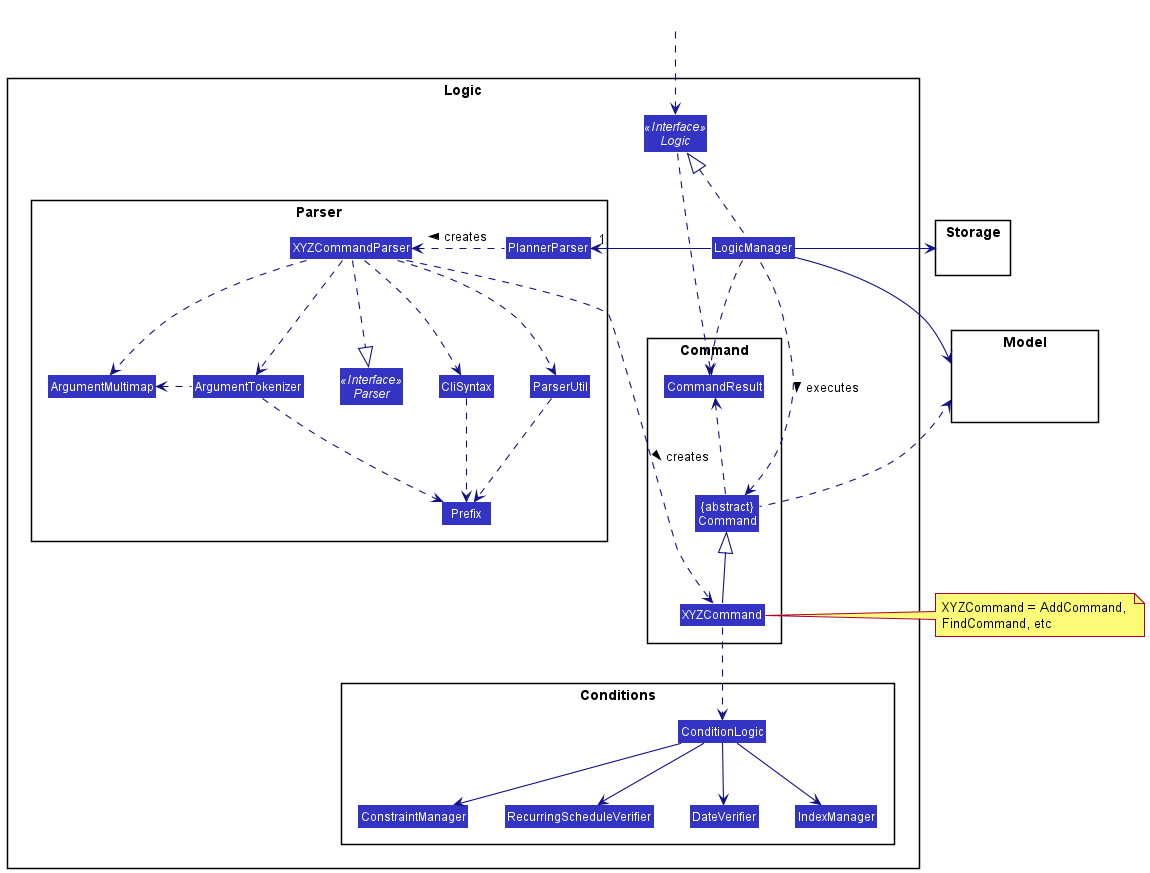 Logic
«Interface»
Logic
Parser
XYZCommandParser
creates
PlannerParser
1
LogicManager
Storage
Model
Command
ArgumentMultimap
ArgumentTokenizer
«Interface»
Parser
CliSyntax
ParserUtil
CommandResult
executes
creates
Prefix
{abstract}
Command
XYZCommand
XYZCommand = AddCommand,
FindCommand, etc
Conditions
ConditionLogic
ConstraintManager
RecurringScheduleVerifier
DateVerifier
IndexManager